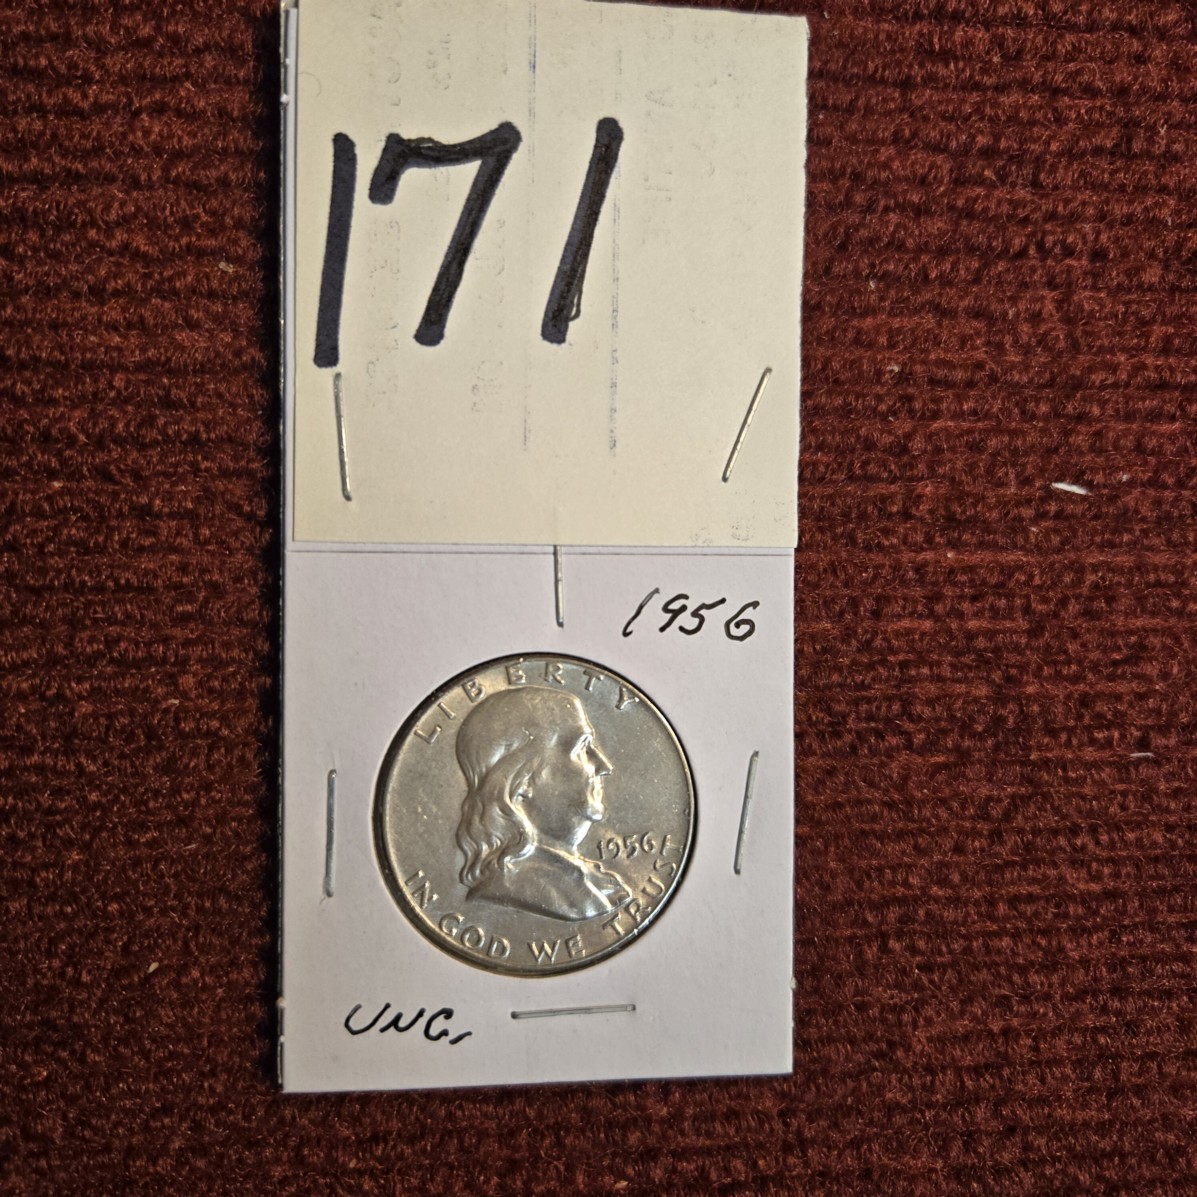 171
1956
LIBERTY
1956
IN GOD WE TRUST
UNC.